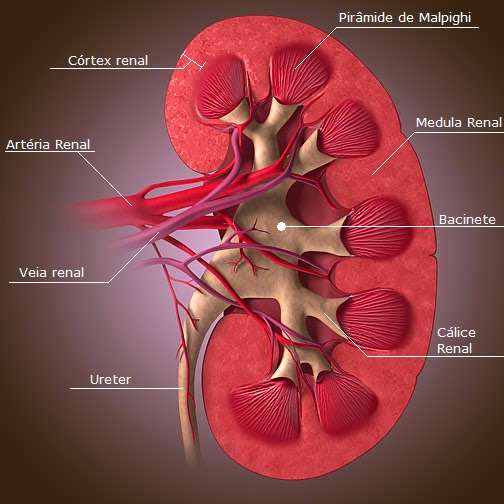 Pirâmide de Malpighi
Córtex renal
Medula Renal
Artéria Renal
Bacinete
Veia renal
Cálice
Renal
Ureter